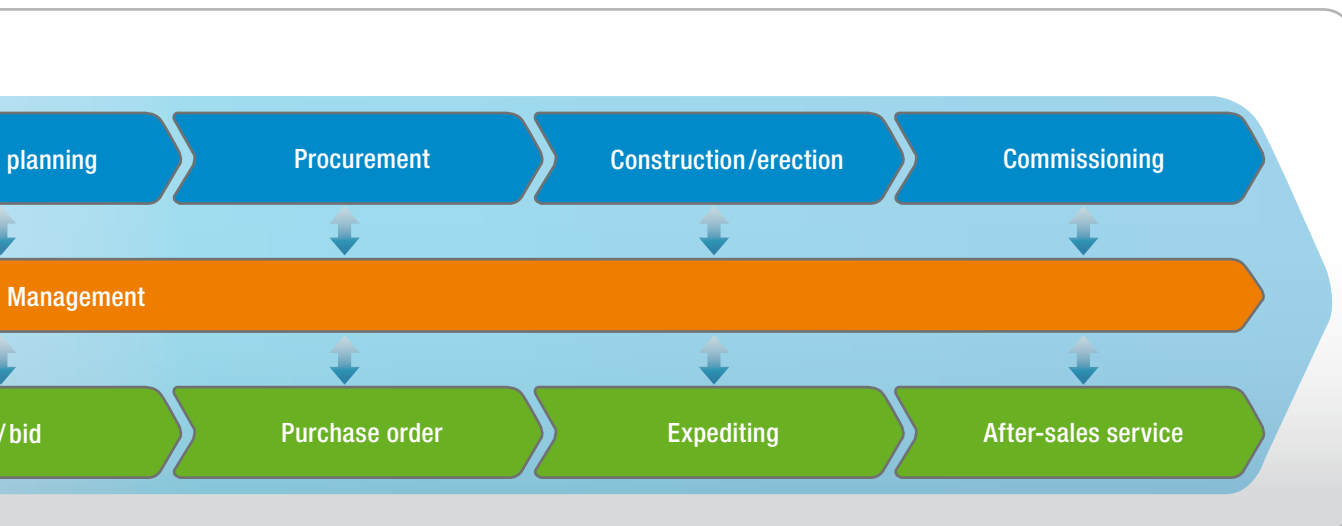 planning
Procurement
Construction/erection
Commissioning
Management
/bid
Purchase order
Expediting
After-sales service